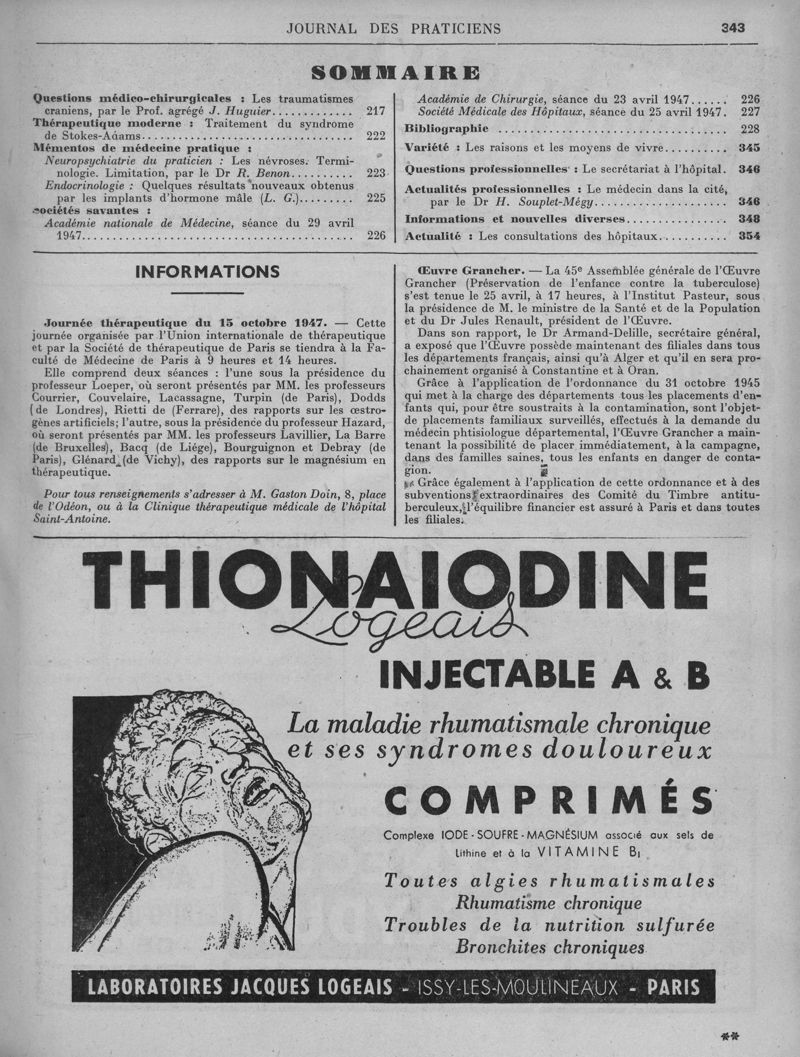 JOURNAL DES PRATICIENS
343
SOMMAIRE
Questions médico-chirurgicales : Les traumatismes
craniens, par le Prof. agrégé J. Huguier............. 217
Thérapeutique moderne : Traitement du syndrome
de Stokes-Adams.................................... 222
Mémentos de médecine pratique :
Neuropsychiatrie du praticien : Les névroses. Termi-
nologie. Limitation, par le Dr R. Benon.......... 223
Endocrinologie : Quelques résultats nouveaux obtenus
par les implants d'hormone mâle (L. G.)......... 225
Sociétés savantes :
Académie nationale de Médecine, séance du 29 avril
1947.......................................... 226
Académie de Chirurgie, séance du 23 avril 1947...... 226
Société Médicale des Hôpitaux, séance du 25 avril 1947. 227
Bibliographie .................................... 228
Variété : Les raisons et les moyens de vivre.......... 345
Questions professionnelles : Le secrétariat à l'hôpital. 346
Actualités professionnelles : Le médecin dans la cité,
par le Dr H. Souplet-Mégy..................... 346
Informations et nouvelles diverses................ 348
Actualité : Les consultations des hôpitaux........... 354
INFORMATIONS
Journée thérapeutique du 15 octobre 1947. — Cette
journée organisée par l'Union internationale de thérapeutique
et par la Société de thérapeutique de Paris se tiendra à la Fa-
culté de Médecine de Paris à 9 heures et 14 heures.
Elle comprend deux séances : l'une sous la présidence du
professeur Loeper, où seront présentés par MM. les professeurs
Courrier, Couvelaire, Lacassagne, Turpin (de Paris), Dodds
(de Londres), Rietti (de Ferrare), des rapports sur les œstro-
gènes artificiels; l'autre, sous la présidence du professeur Hazard,
où seront présentés par MM. les professeurs Lavillier, La Barre
(de Bruxelles), Bacq (de Liége), Bourguignon et Debray (de
Paris), Glénard (de Vichy), des rapports sur le magnésium en
thérapeutique.
Pour tous renseignements s'adresser à M. Gaston Doin, 8, place
de l'Odéon, ou à la Clinique thérapeutique médicale de l'hôpital
Saint-Antoine.
Œuvre Grancher. — La 45e Assemblée générale de l'Œuvre
Grancher (Préservation de l'enfance contre la tuberculose)
s'est tenue le 25 avril, à 17 heures, à l'Institut Pasteur, sous
la présidence de M. le ministre de la Santé et de la Population
et du Dr Jules Renault, président de l'Œuvre.
Dans son rapport, le Dr Armand-Delille, secrétaire général,
a exposé que l'Œuvre possède maintenant des filiales dans tous
les départements français, ainsi qu'à Alger et qu'il en sera pro-
chainement organisé à Constantine et à Oran.
Grâce à l'application de l'ordonnance du 31 octobre 1945
qui met à la charge des départements tous les placements d'en-
fants qui, pour être soustraits à la contamination, sont l'objet
de placements familiaux surveillés, effectués à la demande du
médecin phtisiologue départemental, l'Œuvre Grancher a main-
tenant la possibilité de placer immédiatement, à la campagne,
dans des familles saines, tous les enfants en danger de conta-
gion.
Grâce également à l'application de cette ordonnance et à des
subventions extraordinaires des Comité du Timbre antitu-
berculeux, l'équilibre financier est assuré à Paris et dans toutes
les filiales.
THIONAIODINE
Logeais
INJECTABLE A & B
La maladie rhumatismale chronique
et ses syndromes douloureux
COMPRIMÉS
Complexe IODE-SOUFRE-MAGNÉSIUM associé aux sels de
Lithine et à la VITAMINE B1
Toutes algies rhumatismales
Rhumatisme chronique
Troubles de la nutrition sulfurée
Bronchites chroniques
LABORATOIRES JACQUES LOGEAIS - ISSY-LES-MOULINEAUX - PARIS
**